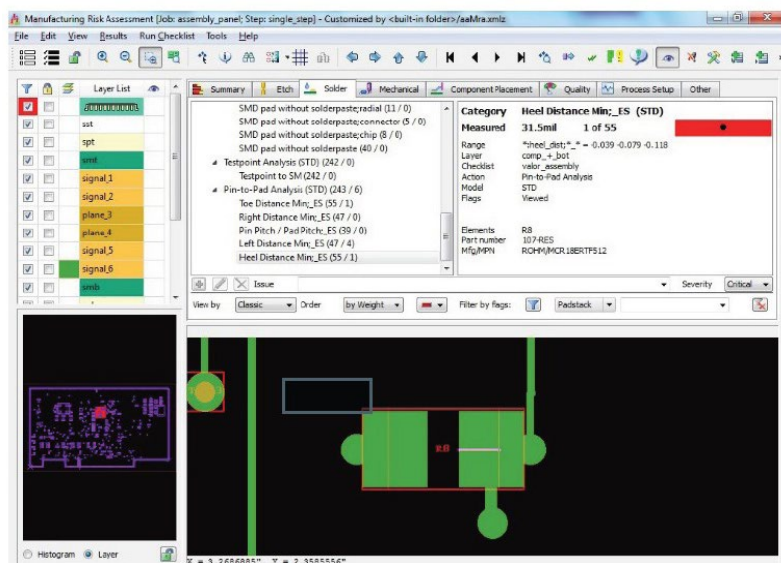 Manufacturing Risk Assessment [Job: assembly_panel; Step: single_step] - Customized by <built-in folder>/aaMra.xmlz
File Edit View Results Run Checklist Tools Help
Layer List
sst
spt
smt
signal_1
signal_2
plane_3
plane_4
signal_5
signal_6
smb
Summary Etch Solder Mechanical Component Placement Quality Process Setup Other
SMD pad without solderpaste;radial (11 / 0)
SMD pad without solderpaste;connector (5 / 0)
SMD pad without solderpaste;chip (8 / 0)
SMD pad without solderpaste (40 / 0)
Testpoint Analysis (STD) (242 / 0)
Testpoint to SM (242 / 0)
Pin-to-Pad Analysis (STD) (243 / 6)
Toe Distance Min;_ES (55 / 1)
Right Distance Min;_ES (47 / 0)
Pin Pitch / Pad Pitch;_ES (39 / 0)
Left Distance Min;_ES (47 / 4)
Heel Distance Min;_ES (55 / 1)
Category Heel Distance Min;_ES (STD)
Measured 31.5mil 1 of 55
Range *;heel_dist;*_* = -0.039 -0.079 -0.118
Layer comp_+_bot
Checklist valor_assembly
Action Pin-to-Pad Analysis
Model STD
Flags Viewed
Elements R8
Part number 107-RES
Mfg/MPN ROHM/MCR18ERTF512
Issue Severity Critical
View by Classic Order by Weight Filter by flags: Padstack
R8
Histogram Layer